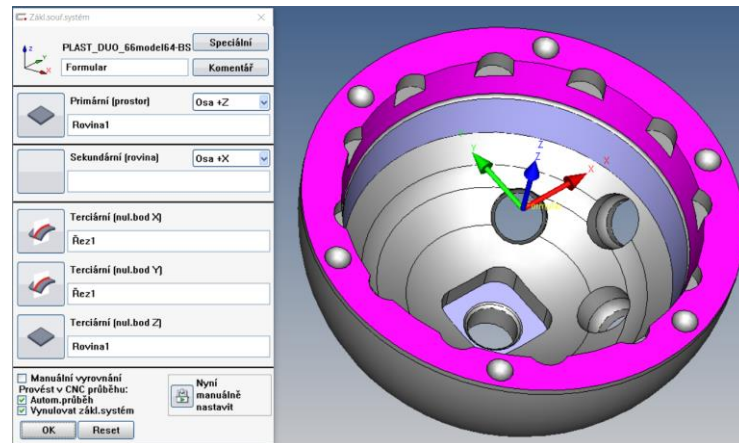 Zákl.souř.systém
PLAST_DUO_66model64-BS
Speciální
Formular
Komentář
Primární (prostor)
Osa +Z
Rovina1
Sekundární (rovina)
Osa +X
Terciární (nul.bod X)
Řez1
Terciární (nul.bod Y)
Řez1
Terciární (nul.bod Z)
Rovina1
Manuální vyrovnání
Provést v CNC průběhu:
Autom.průběh
Vynulovat zákl.systém
Nyní
manuálně
nastavit
OK
Reset
Z
Y
X
Z
Z
Y
X
X